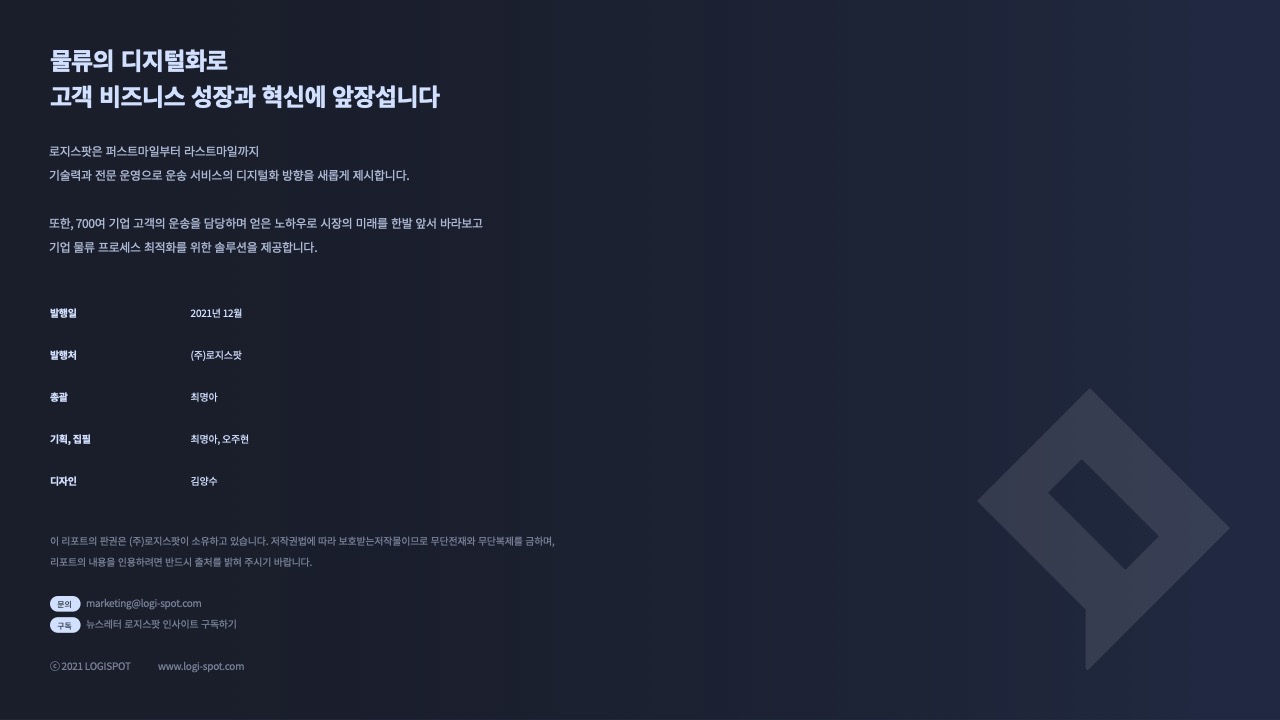 물류의 디지털화로
고객 비즈니스 성장과 혁신에 앞장섭니다
로지스팟은 퍼스트마일부터 라스트마일까지
기술력과 전문 운영으로 운송 서비스의 디지털화 방향을 새롭게 제시합니다.
또한, 700여 기업 고객의 운송을 담당하며 얻은 노하우로 시장의 미래를 한발 앞서 바라보고
기업 물류 프로세스 최적화를 위한 솔루션을 제공합니다.
발행일 2021년 12월
발행처 (주)로지스팟
총괄 최명아
기획, 집필 최명아, 오주현
디자인 김양수
이 리포트의 판권은 (주)로지스팟이 소유하고 있습니다. 저작권법에 따라 보호받는저작물이므로 무단전재와 무단복제를 금하며,
리포트의 내용을 인용하려면 반드시 출처를 밝혀 주시기 바랍니다.
문의 marketing@logi-spot.com
구독 뉴스레터 로지스팟 인사이트 구독하기
ⓒ 2021 LOGISPOT www.logi-spot.com